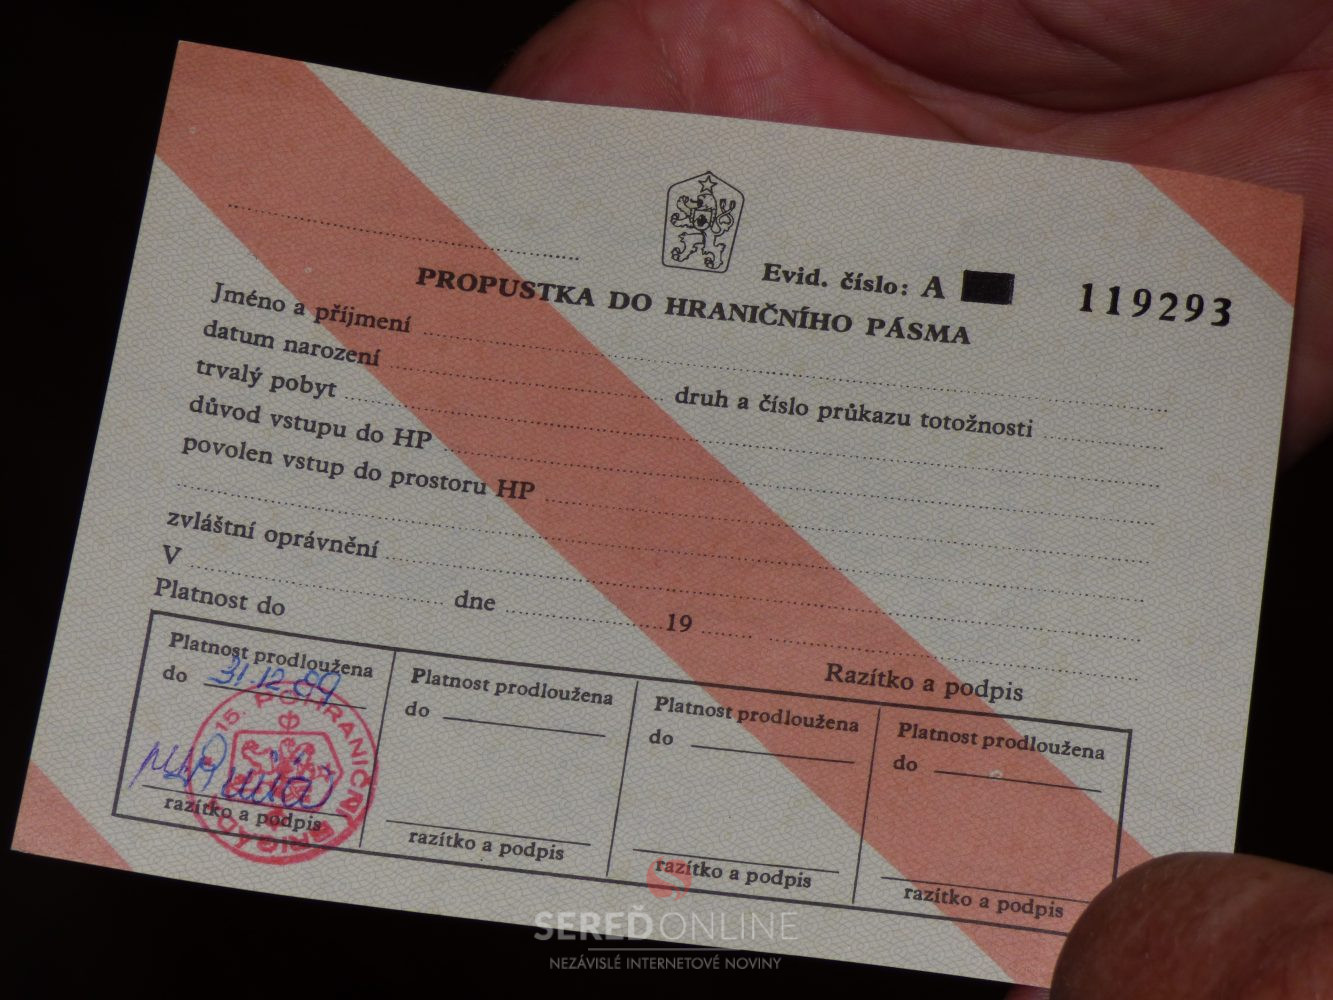 Evid. číslo: A 119293
PROPUSTKA DO HRANIČNÍHO PÁSMA
Jméno a příjmení
datum narození druh a číslo průkazu totožnosti
trvalý pobyt
důvod vstupu do HP
povolen vstup do prostoru HP
zvláštní oprávnění
V dne 19
Razítko a podpis
Platnost do
Platnost prodloužena
do 31.12.89
15. POHRANIČNÍ BRIGÁDA
razítko a podpis
Platnost prodloužena
do
razítko a podpis
Platnost prodloužena
do
razítko a podpis
Platnost prodloužena
do
razítko a podpis
SEREĎONLINE
NEZÁVISLÉ INTERNETOVÉ NOVINY